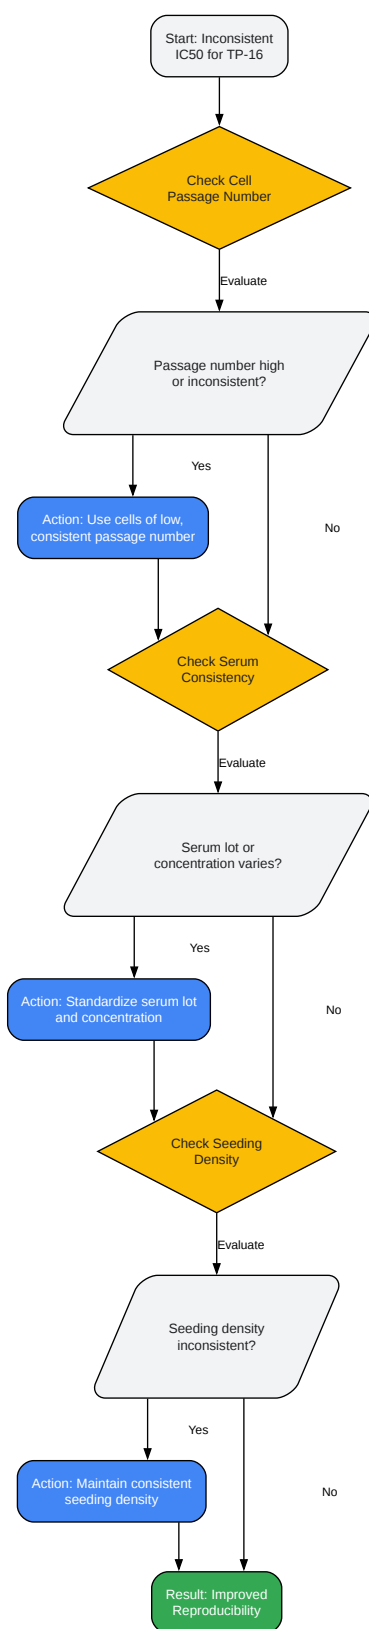 Start: Inconsistent
IC50 for TP-16
Check Cell
Passage Number
Evaluate
Passage number high
or inconsistent?
Yes
Action: Use cells of low,
consistent passage number
No
Check Serum
Consistency
Evaluate
Serum lot or
concentration varies?
Yes
Action: Standardize serum lot
and concentration
No
Check Seeding
Density
Evaluate
Seeding density
inconsistent?
Yes
Action: Maintain consistent
seeding density
No
Result: Improved
Reproducibility